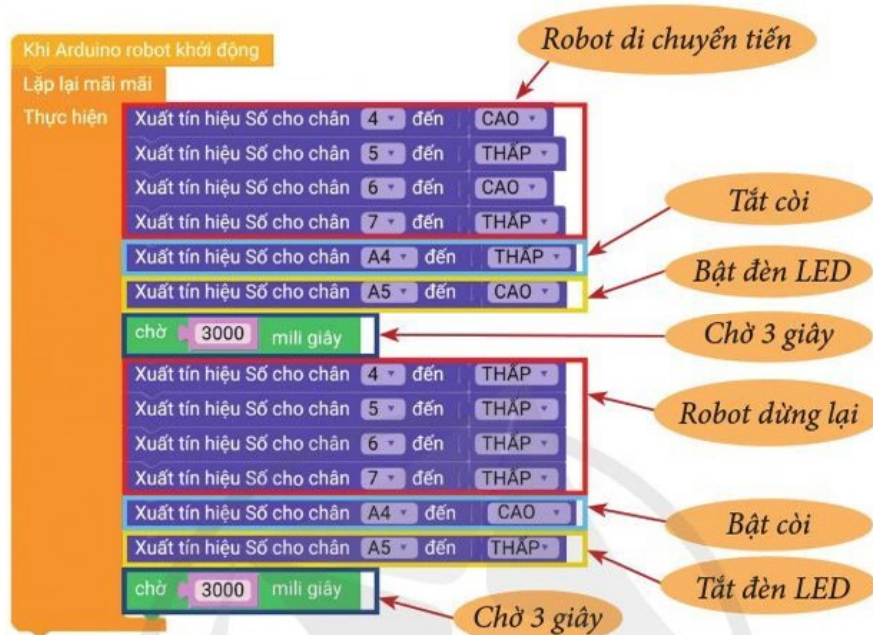 Robot di chuyển tiến
Khi Arduino robot khởi động
Lặp lại mãi mãi
Thực hiện
Xuất tín hiệu Số cho chân 4 đến CAO
Xuất tín hiệu Số cho chân 5 đến THẤP
Xuất tín hiệu Số cho chân 6 đến CAO
Xuất tín hiệu Số cho chân 7 đến THẤP
Tắt còi
Xuất tín hiệu Số cho chân A4 đến THẤP
Bật đèn LED
Xuất tín hiệu Số cho chân A5 đến CAO
chờ 3000 mili giây
Chờ 3 giây
Xuất tín hiệu Số cho chân 4 đến THẤP
Xuất tín hiệu Số cho chân 5 đến THẤP
Robot dừng lại
Xuất tín hiệu Số cho chân 6 đến THẤP
Xuất tín hiệu Số cho chân 7 đến THẤP
Xuất tín hiệu Số cho chân A4 đến CAO
Bật còi
Xuất tín hiệu Số cho chân A5 đến THẤP
Tắt đèn LED
chờ 3000 mili giây
Chờ 3 giây